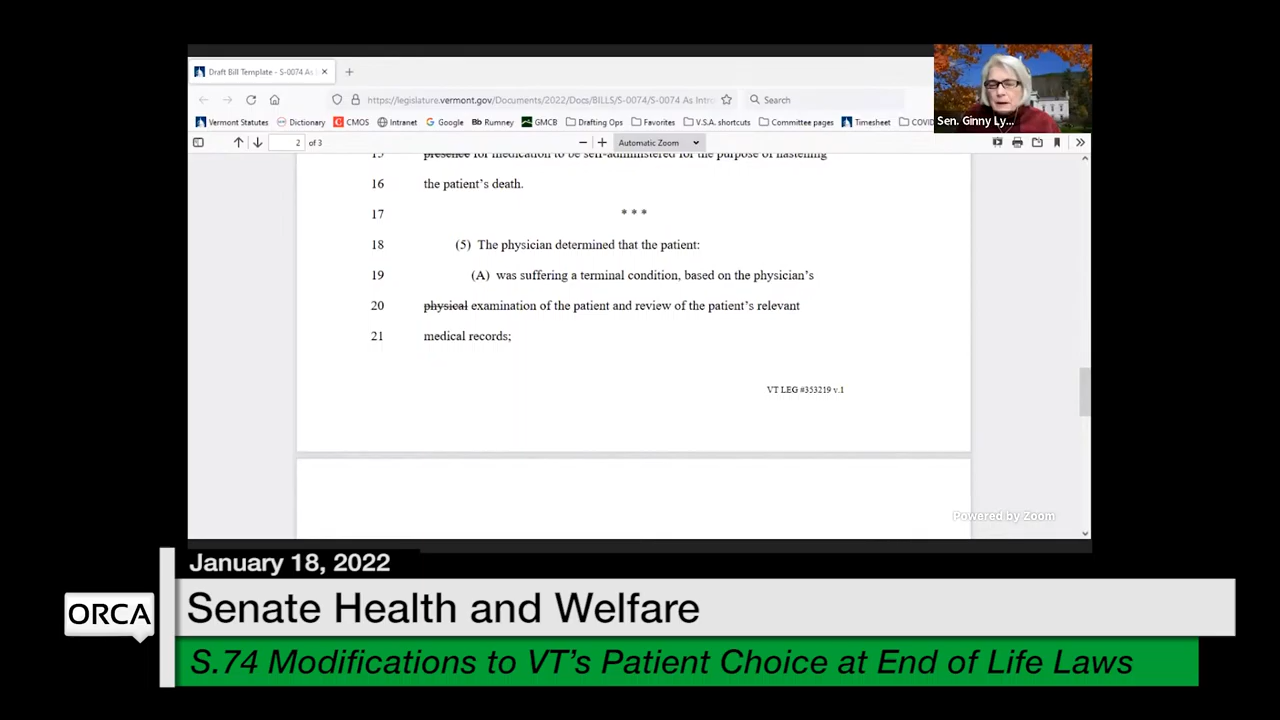 Draft Bill Template - S-0074 As I
https://legislature.vermont.gov/Documents/2022/Docs/BILLS/S-0074/S-0074 As Intro
Search
Sen. Ginny Ly...
Vermont Statutes
Dictionary
CMOS
Intranet
Google
Bb Rumney
GMCB
Drafting Ops
Favorites
V.S.A. shortcuts
Committee pages
Timesheet
COVID
2 of 3
Automatic Zoom
15 presence for medication to be self-administered for the purpose of hastening
16 the patient's death.
17 * * *
18 (5) The physician determined that the patient:
19 (A) was suffering a terminal condition, based on the physician's
20 physical examination of the patient and review of the patient's relevant
21 medical records;
VT LEG #353219 v.1
Powered by Zoom
January 18, 2022
ORCA
Senate Health and Welfare
S.74 Modifications to VT's Patient Choice at End of Life Laws